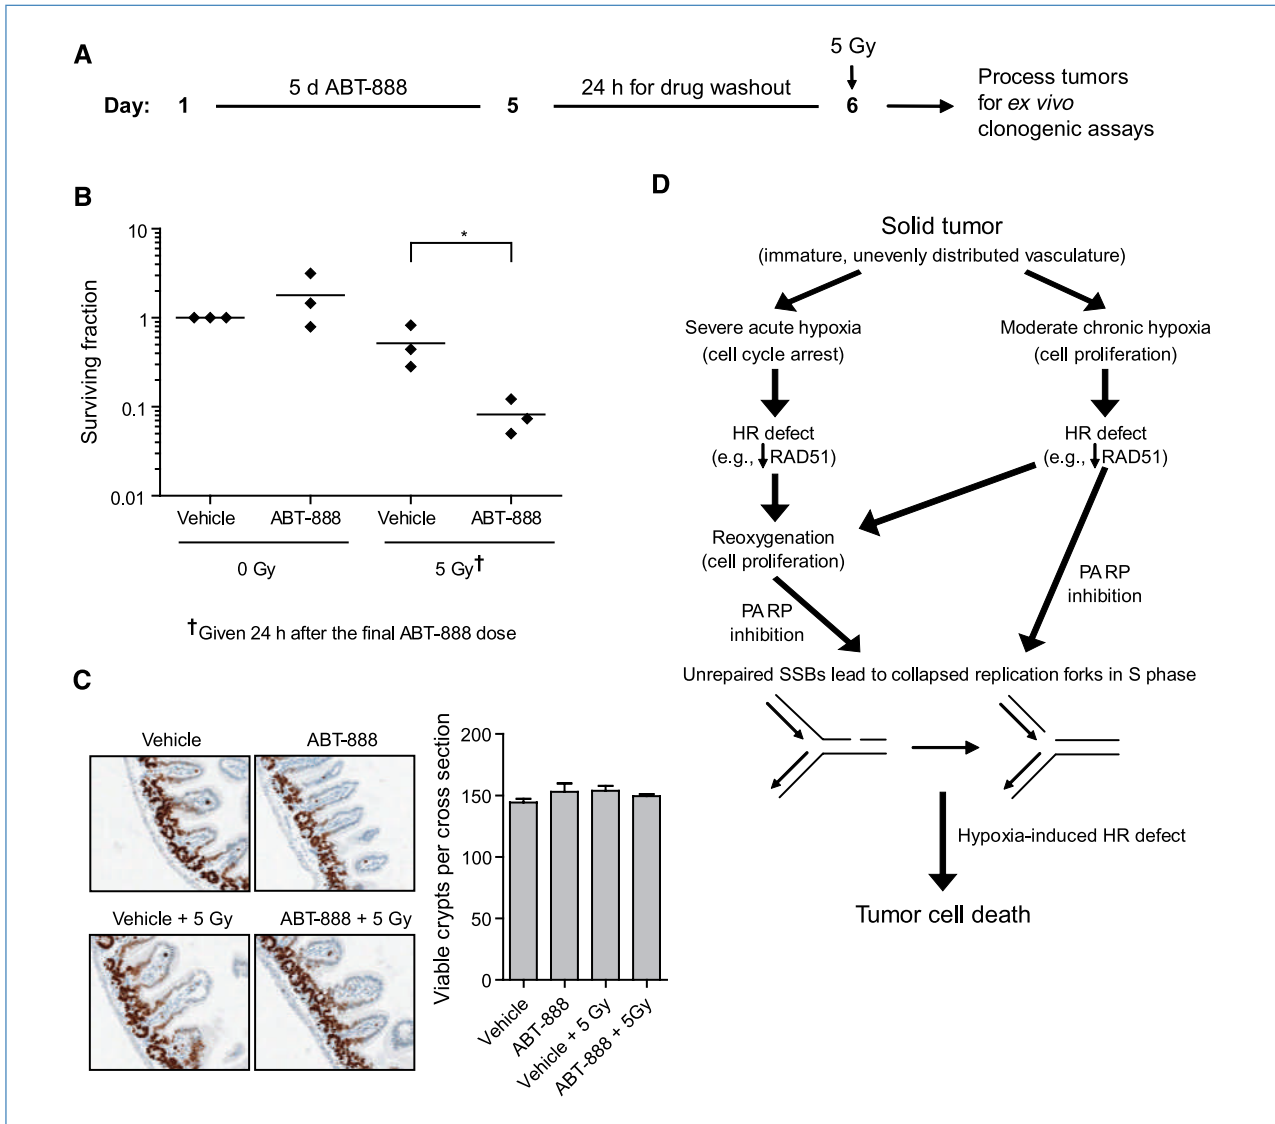 A
Day: 1 5 d ABT-888 5 24 h for drug washout 5 Gy 6
Process tumors
for ex vivo
clonogenic assays
B
Surviving fraction
10
1
0.1
0.01
*
Vehicle ABT-888 Vehicle ABT-888
0 Gy 5 Gy†
†Given 24 h after the final ABT-888 dose
C
Vehicle ABT-888
Vehicle + 5 Gy ABT-888 + 5 Gy
Viable crypts per cross section
200
150
100
50
0
Vehicle
ABT-888
Vehicle + 5 Gy
ABT-888 + 5Gy
D
Solid tumor
(immature, unevenly distributed vasculature)
Severe acute hypoxia
(cell cycle arrest)
Moderate chronic hypoxia
(cell proliferation)
HR defect
(e.g., ↓RAD51)
HR defect
(e.g., ↓RAD51)
Reoxygenation
(cell proliferation)
PARP
inhibition
PARP
inhibition
Unrepaired SSBs lead to collapsed replication forks in S phase
Hypoxia-induced HR defect
Tumor cell death